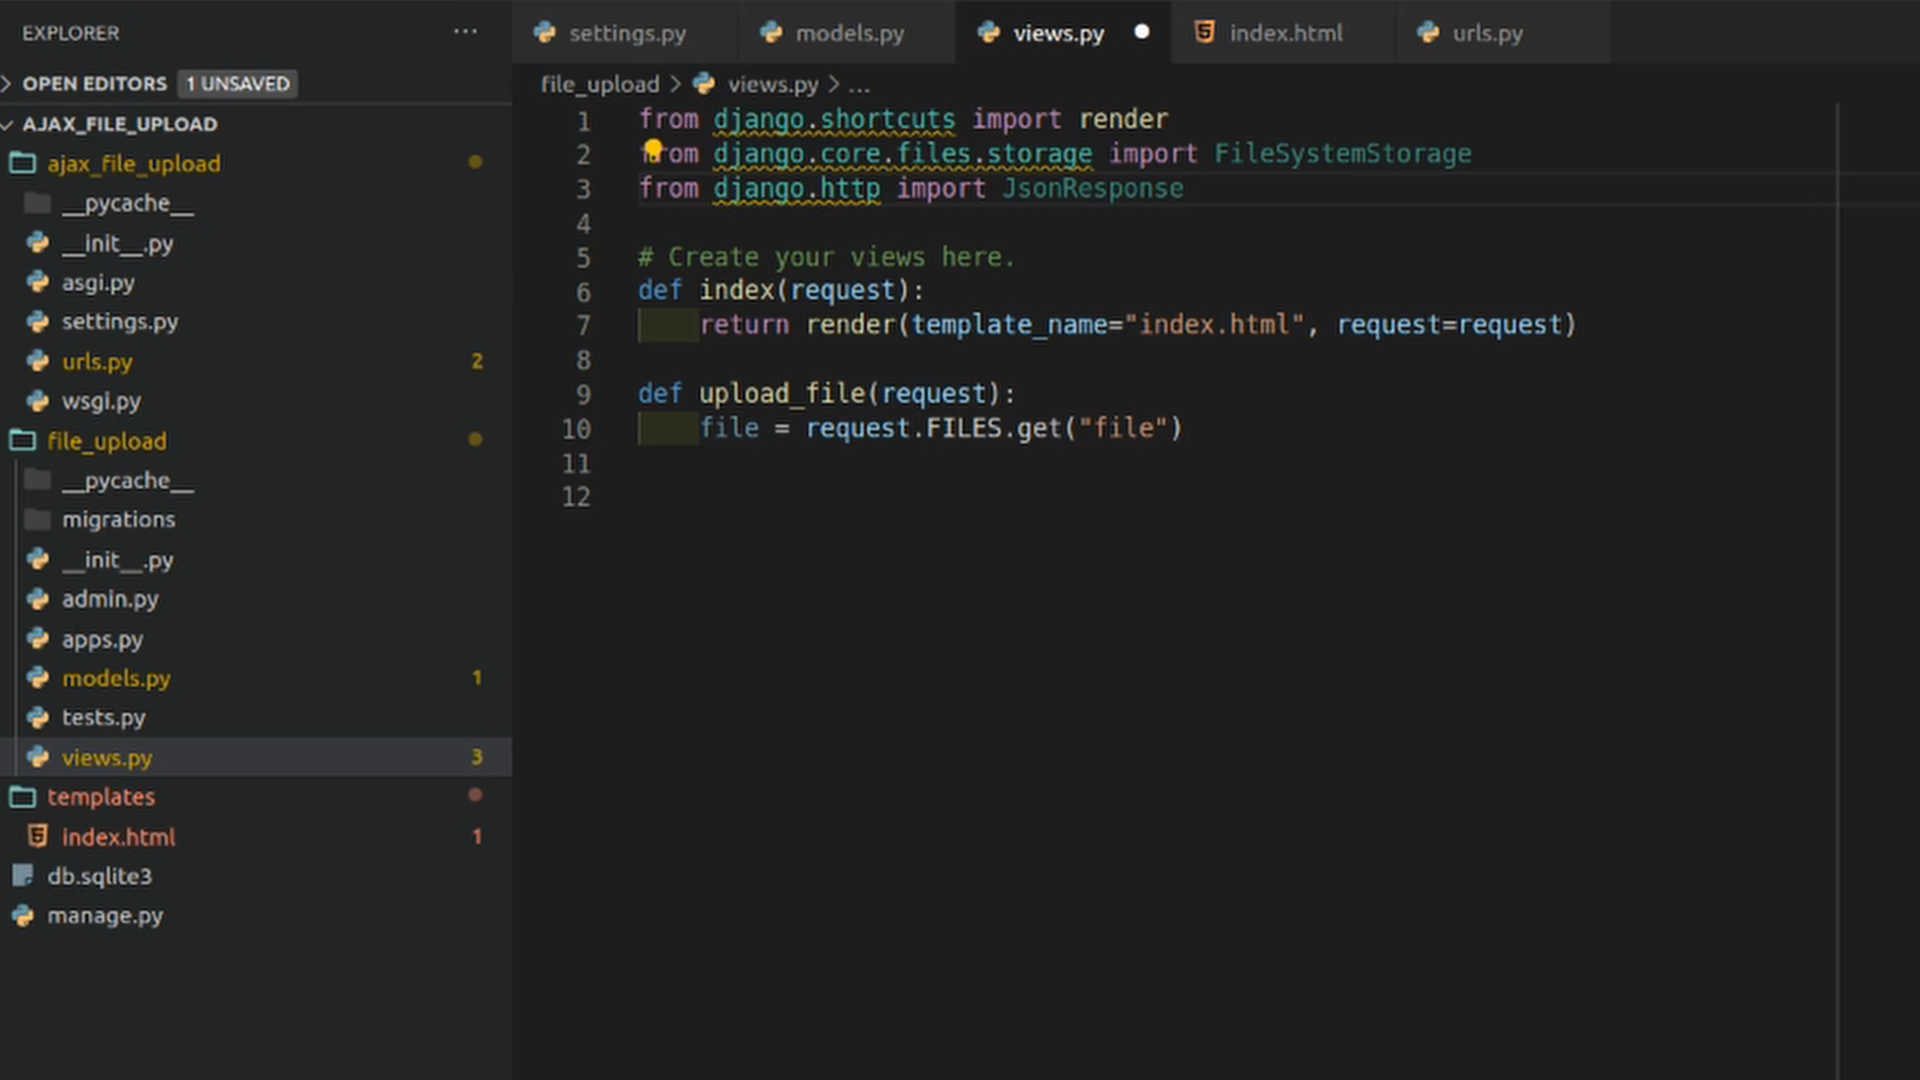 EXPLORER ...
OPEN EDITORS 1 UNSAVED
AJAX_FILE_UPLOAD
ajax_file_upload
__pycache__
__init__.py
asgi.py
settings.py
urls.py 2
wsgi.py
file_upload
__pycache__
migrations
__init__.py
admin.py
apps.py
models.py 1
tests.py
views.py 3
templates
index.html 1
db.sqlite3
manage.py
settings.py models.py views.py index.html urls.py
file_upload > views.py > ...
1 from django.shortcuts import render
2 from django.core.files.storage import FileSystemStorage
3 from django.http import JsonResponse
4
5 # Create your views here.
6 def index(request):
7 return render(template_name="index.html", request=request)
8
9 def upload_file(request):
10 file = request.FILES.get("file")
11
12